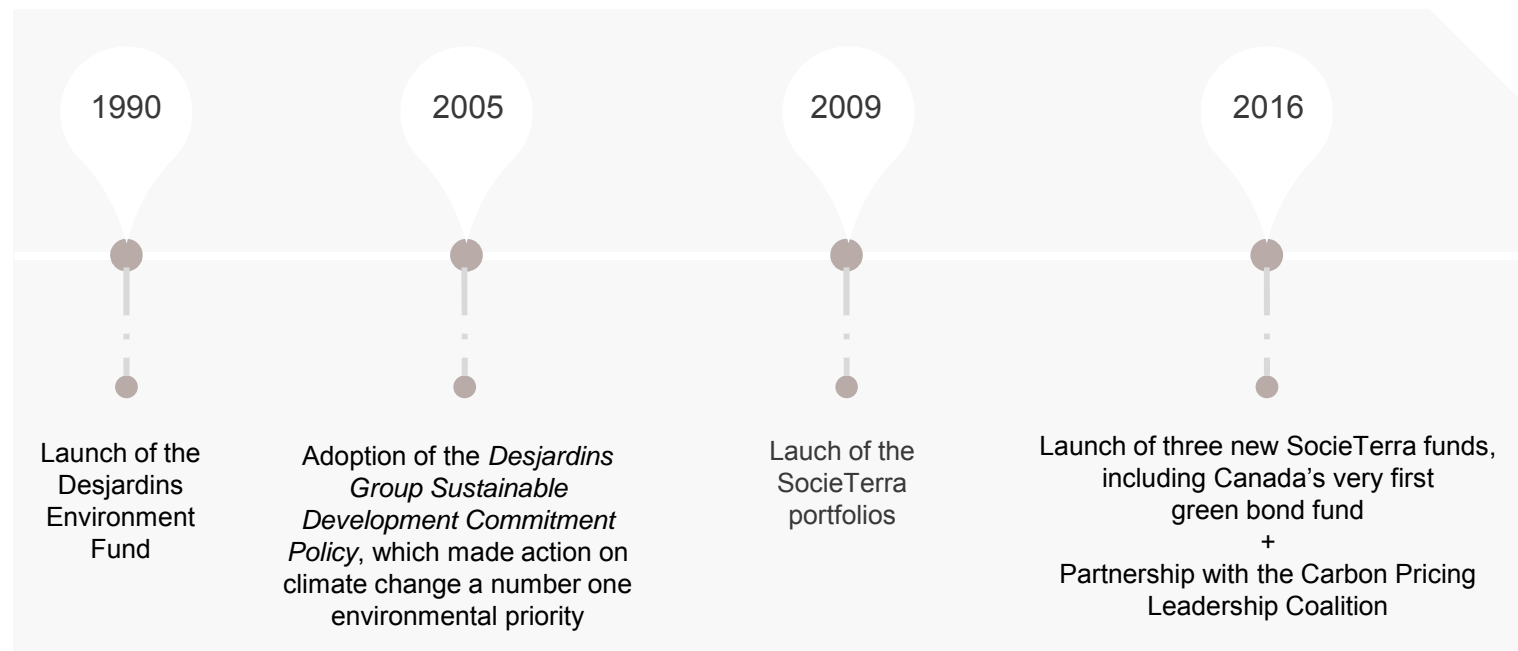 1990
2005
2009
2016
Launch of the
Desjardins
Environment
Fund
Adoption of the Desjardins
Group Sustainable
Development Commitment
Policy, which made action on
climate change a number one
environmental priority
Lauch of the
SocieTerra
portfolios
Launch of three new SocieTerra funds,
including Canada’s very first
green bond fund
+
Partnership with the Carbon Pricing
Leadership Coalition